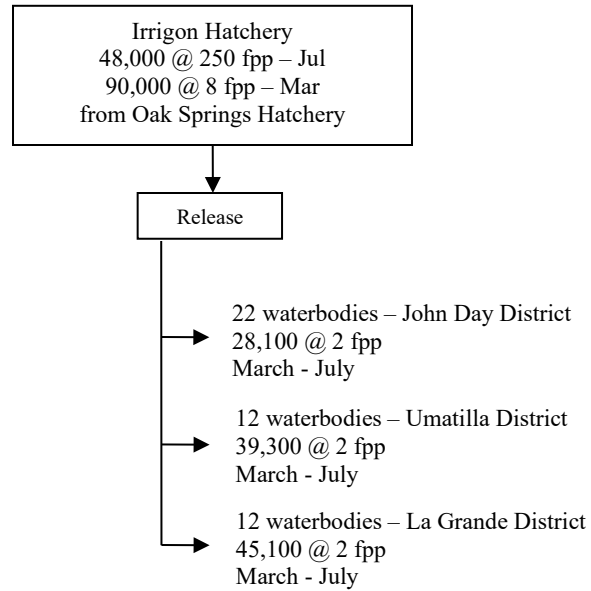 Irrigon Hatchery
48,000 @ 250 fpp – Jul
90,000 @ 8 fpp – Mar
from Oak Springs Hatchery
Release
22 waterbodies – John Day District
28,100 @ 2 fpp
March - July
12 waterbodies – Umatilla District
39,300 @ 2 fpp
March - July
12 waterbodies – La Grande District
45,100 @ 2 fpp
March - July